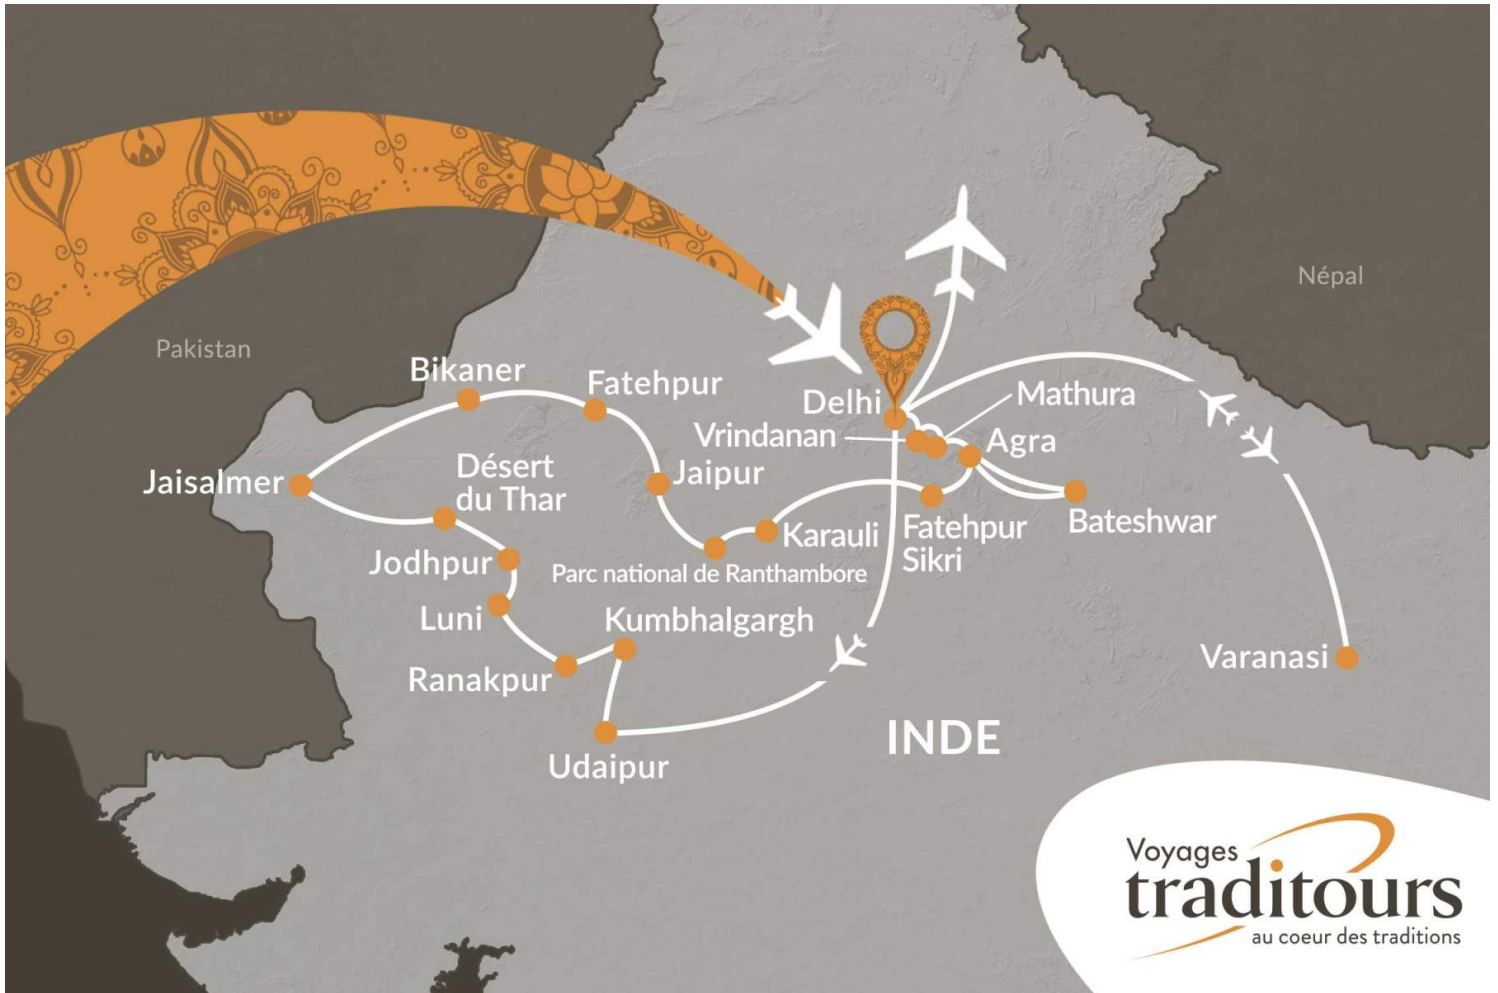 Népal
Pakistan
Bikaner
Fatehpur
Delhi
Mathura
Vrindanan
Agra
Jaisalmer
Désert
du Thar
Jaipur
Bateshwar
Karauli
Fatehpur
Sikri
Jodhpur
Parc national de Ranthambore
Luni
Kumbhalgargh
Ranakpur
Varanasi
INDE
Udaipur
Voyages
traditours
au coeur des traditions